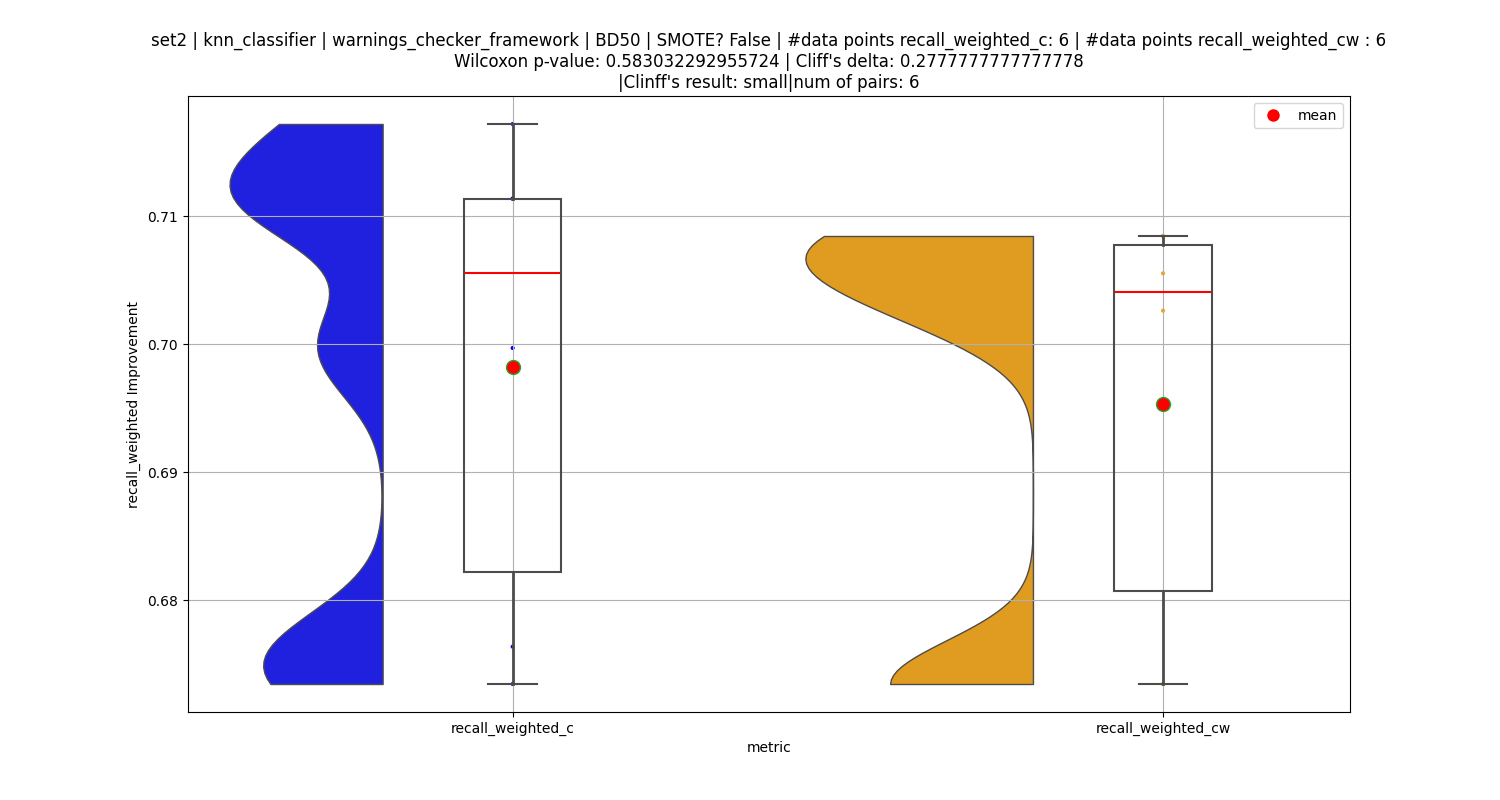 set2 | knn_classifier | warnings_checker_framework | BD50 | SMOTE? False | #data points recall_weighted_c: 6 | #data points recall_weighted_cw : 6
Wilcoxon p-value: 0.583032292955724 | Cliff's delta: 0.2777777777777778
|Clinff's result: small|num of pairs: 6
mean
0.71
0.70
0.69
0.68
recall_weighted Improvement
recall_weighted_c
recall_weighted_cw
metric